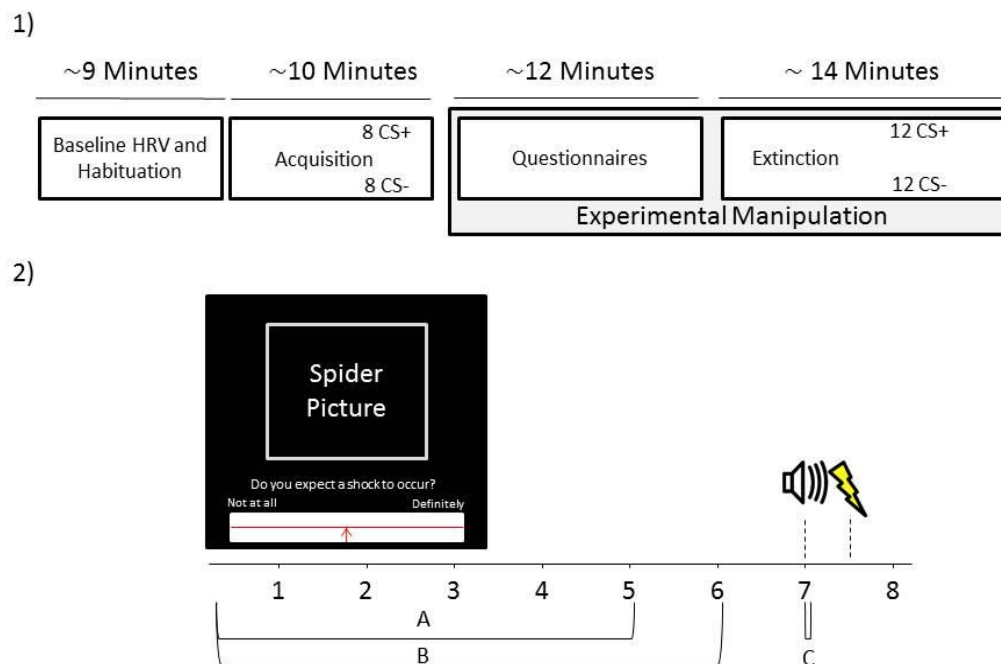 1)
~9 Minutes
~10 Minutes
~12 Minutes
~ 14 Minutes
Baseline HRV and
Habituation
8 CS+
Acquisition
8 CS-
Questionnaires
12 CS+
Extinction
12 CS-
Experimental Manipulation
2)
Spider
Picture
Do you expect a shock to occur?
Not at all
Definitely
1 2 3 4 5 6 7 8
A
B
C